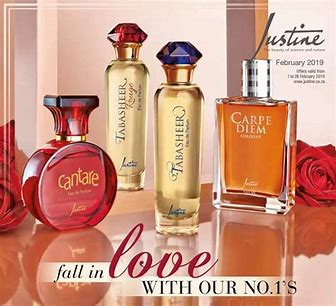 Justine
the beauty of science and nature
February 2019
Offers valid from
1 to 28 February 2019
www.justine.co.za
TABASHEER
Rouge
Eau de Parfum
Justine
TABASHEER
Eau de Parfum
Justine
CARPE
DIEM
COLOGNE
Justine
Cantare
Eau de Parfum
Justine
fall in love
WITH OUR NO.1'S